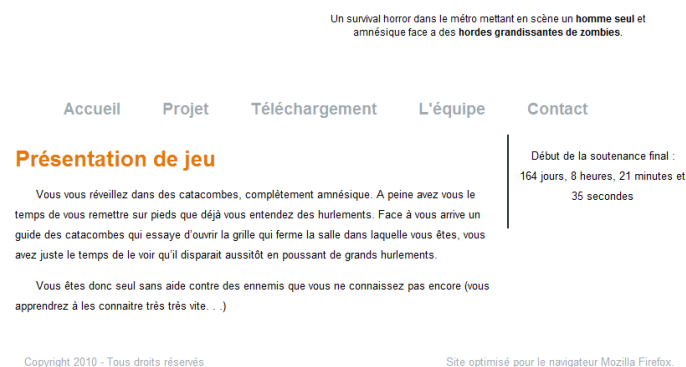 Un survival horror dans le métro mettant en scène un homme seul et
amnésique face a des hordes grandissantes de zombies.
Accueil Projet Téléchargement L'équipe Contact
Présentation de jeu
Vous vous réveillez dans des catacombes, complètement amnésique. A peine avez vous le
temps de vous remettre sur pieds que déjà vous entendez des hurlements. Face à vous arrive un
guide des catacombes qui essaye d'ouvrir la grille qui ferme la salle dans laquelle vous êtes, vous
avez juste le temps de le voir qu'il disparait aussitôt en poussant de grands hurlements.
Vous êtes donc seul sans aide contre des ennemis que vous ne connaissez pas encore (vous
apprendrez à les connaitre très très vite. . .)
Début de la soutenance final :
164 jours, 8 heures, 21 minutes et
35 secondes
Copyright 2010 - Tous droits réservés
Site optimisé pour le navigateur Mozilla Firefox.